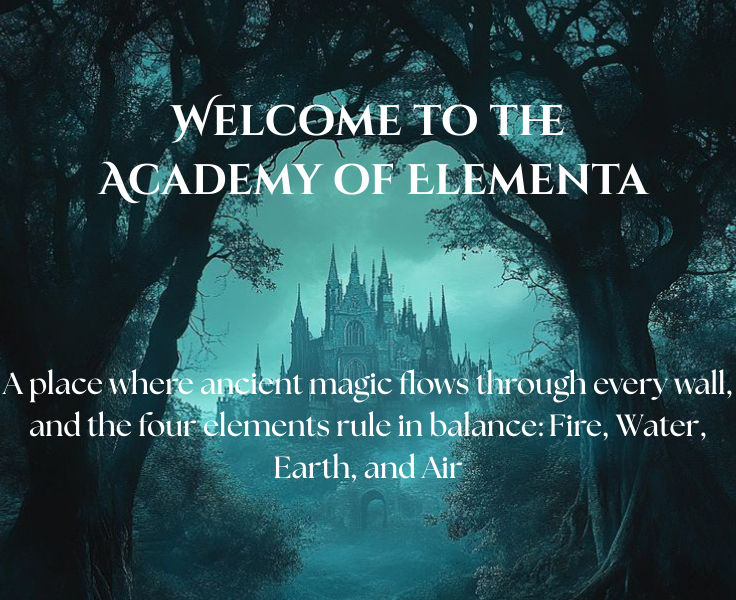 Welcome to the
Academy of Elementa
A place where ancient magic flows through every wall,
and the four elements rule in balance: Fire, Water,
Earth, and Air